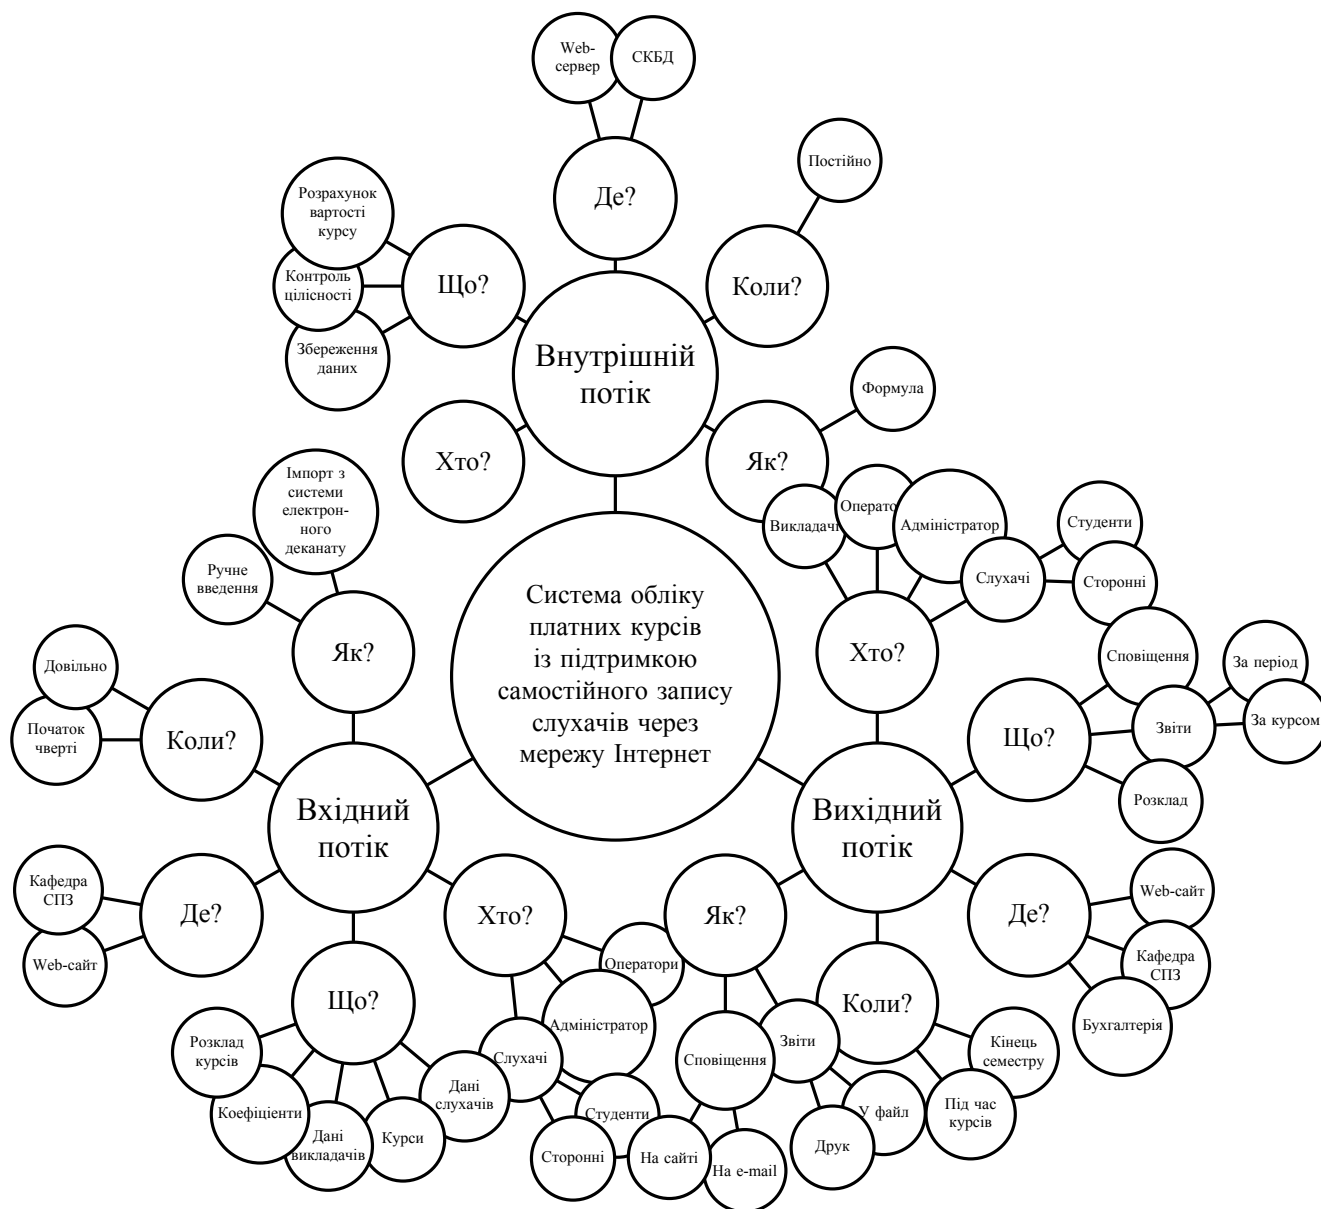 Web-
сервер
СКБД
Де?
Постійно
Коли?
Розрахунок
вартості
курсу
Контроль
цілісності
Збереження
даних
Що?
Внутрішній
потік
Хто?
Як?
Формула
Імпорт з
системи
електрон-
ного
деканату
Ручне
введення
Як?
Довільно
Початок
чверті
Коли?
Система обліку
платних курсів
із підтримкою
самостійного запису
слухачів через
мережу Інтернет
Викладачі
Оператор
Адміністратор
Слухачі
Студенти
Сторонні
Хто?
Сповіщення
Звіти
За період
За курсом
Розклад
Що?
Вхідний
потік
Вихідний
потік
Кафедра
СПЗ
Web-сайт
Де?
Хто?
Оператори
Адміністратор
Слухачі
Студенти
Сторонні
Що?
Розклад
курсів
Коефіціенти
Дані
викладачів
Курси
Дані
слухачів
Як?
Сповіщення
На сайті
На e-mail
Звіти
Друк
У файл
Коли?
Кінець
семестру
Під час
курсів
Де?
Web-сайт
Кафедра
СПЗ
Бухгалтерія